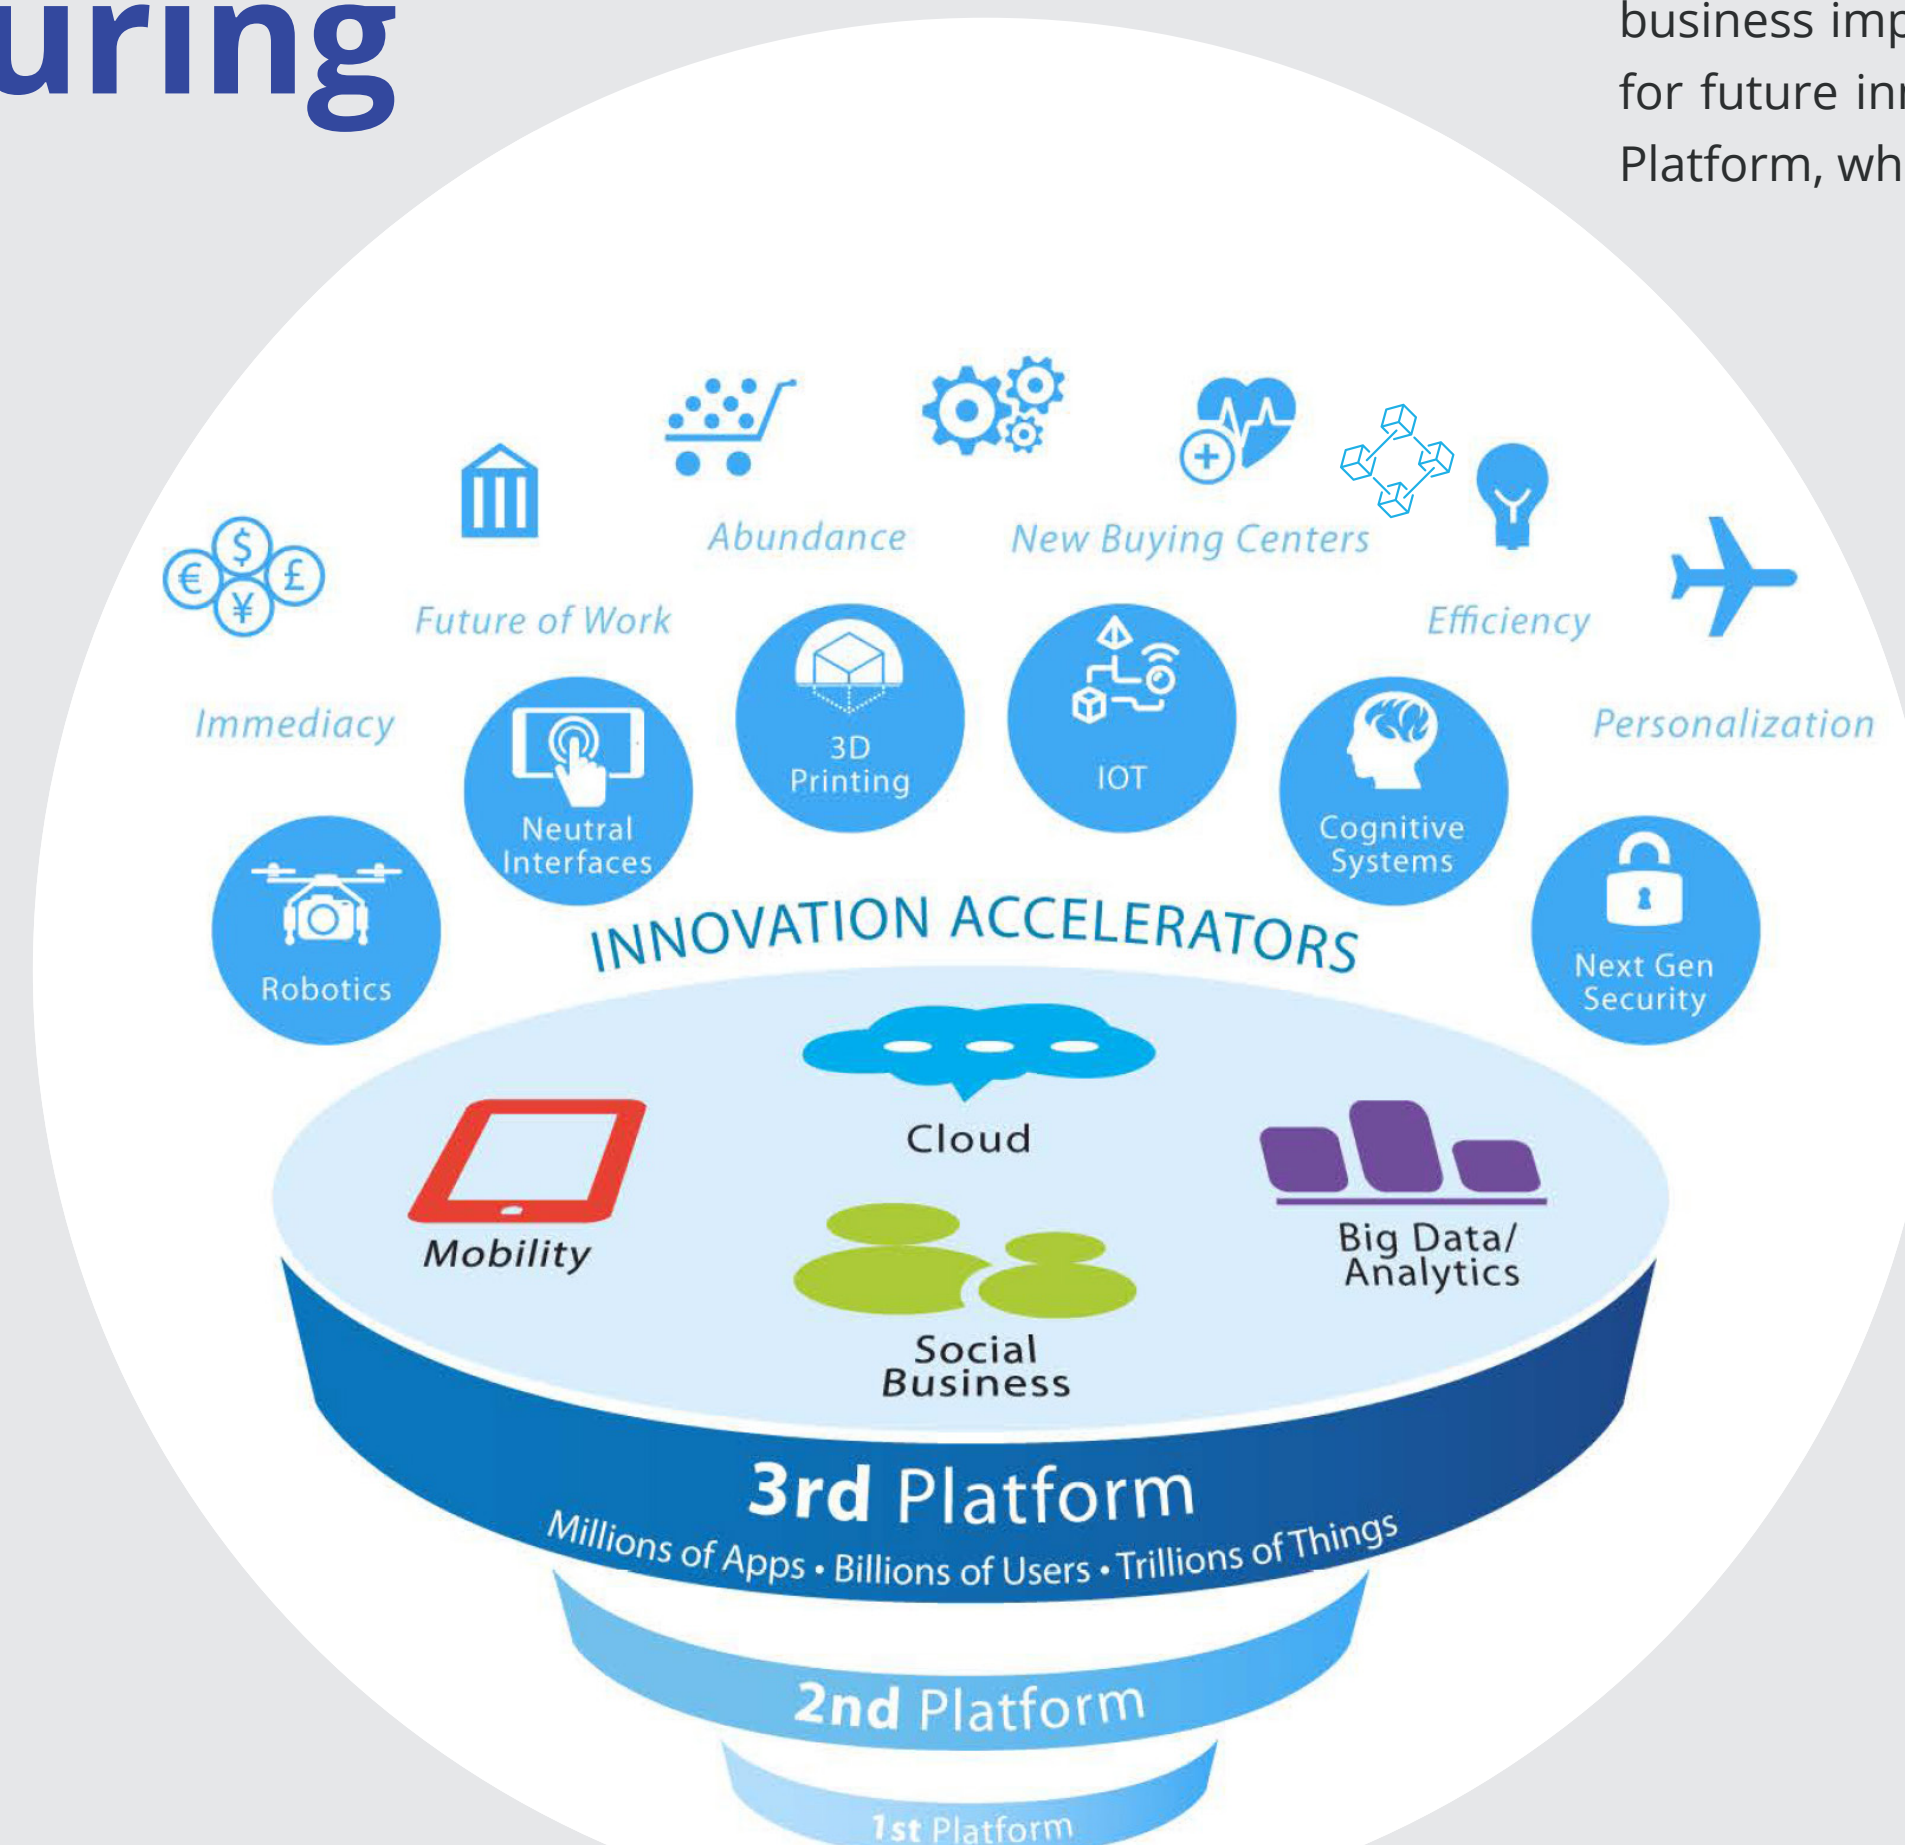 uring
business imp
for future inn
Platform, wh
$
€
£
¥
Abundance
New Buying Centers
Future of Work
Efficiency
Immediacy
Personalization
3D
Printing
IOT
Neutral
Interfaces
Cognitive
Systems
Robotics
Next Gen
Security
INNOVATION ACCELERATORS
Cloud
Mobility
Big Data/
Analytics
Social
Business
3rd Platform
Millions of Apps • Billions of Users • Trillions of Things
2nd Platform
1st Platform